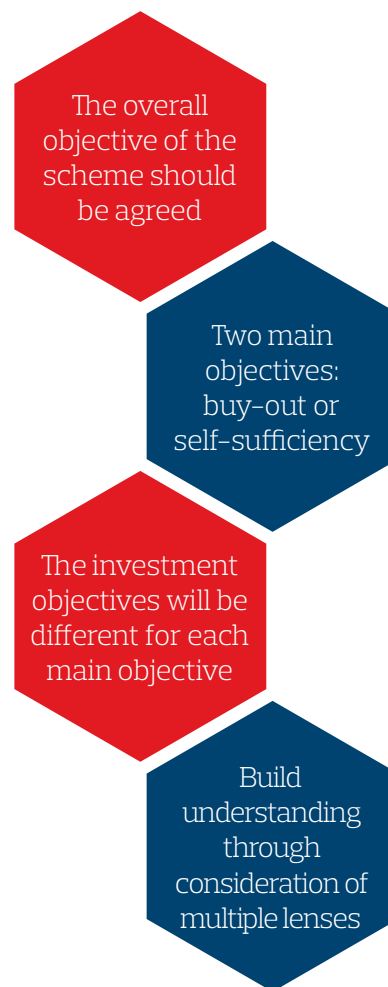 The overall
objective of the
scheme should
be agreed
Two main
objectives:
buy-out or
self-sufficiency
The investment
objectives will be
different for each
main objective
Build
understanding
through
consideration of
multiple lenses